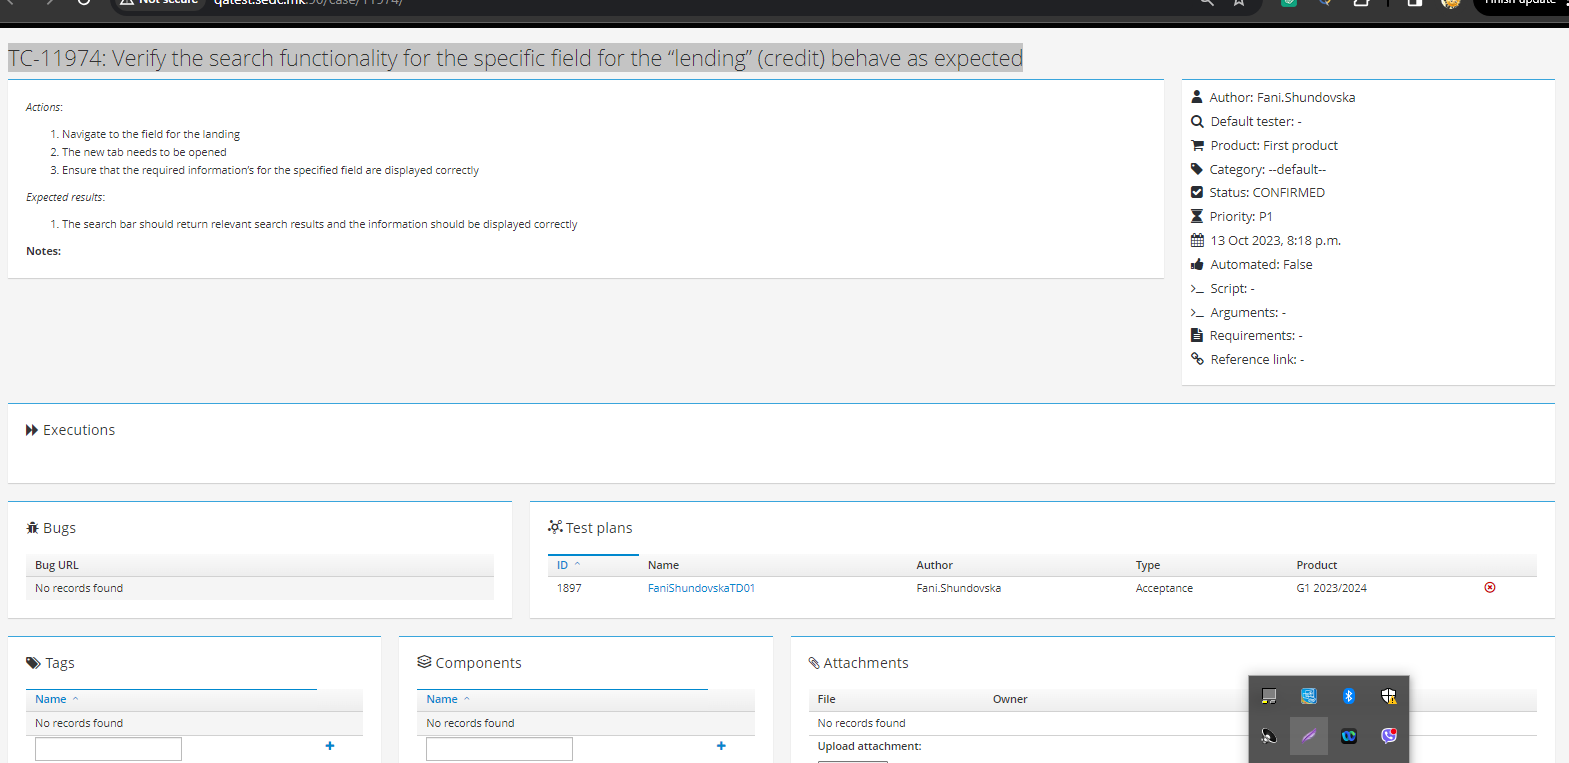 Not secure
qatest.sedc.mk:90/case/11974/
Finish update
TC-11974: Verify the search functionality for the specific field for the “lending” (credit) behave as expected
Actions:
1. Navigate to the field for the landing
2. The new tab needs to be opened
3. Ensure that the required information's for the specified field are displayed correctly
Expected results:
1. The search bar should return relevant search results and the information should be displayed correctly
Notes:
Author: Fani.Shundovska
Default tester: -
Product: First product
Category: --default--
Status: CONFIRMED
Priority: P1
13 Oct 2023, 8:18 p.m.
Automated: False
Script: -
Arguments: -
Requirements: -
Reference link: -
Executions
Bugs
Bug URL
No records found
Test plans
ID Name Author Type Product
1897 FaniShundovskaTD01 Fani.Shundovska Acceptance G1 2023/2024
Tags
Name
No records found
Components
Name
No records found
Attachments
File Owner
No records found
Upload attachment: